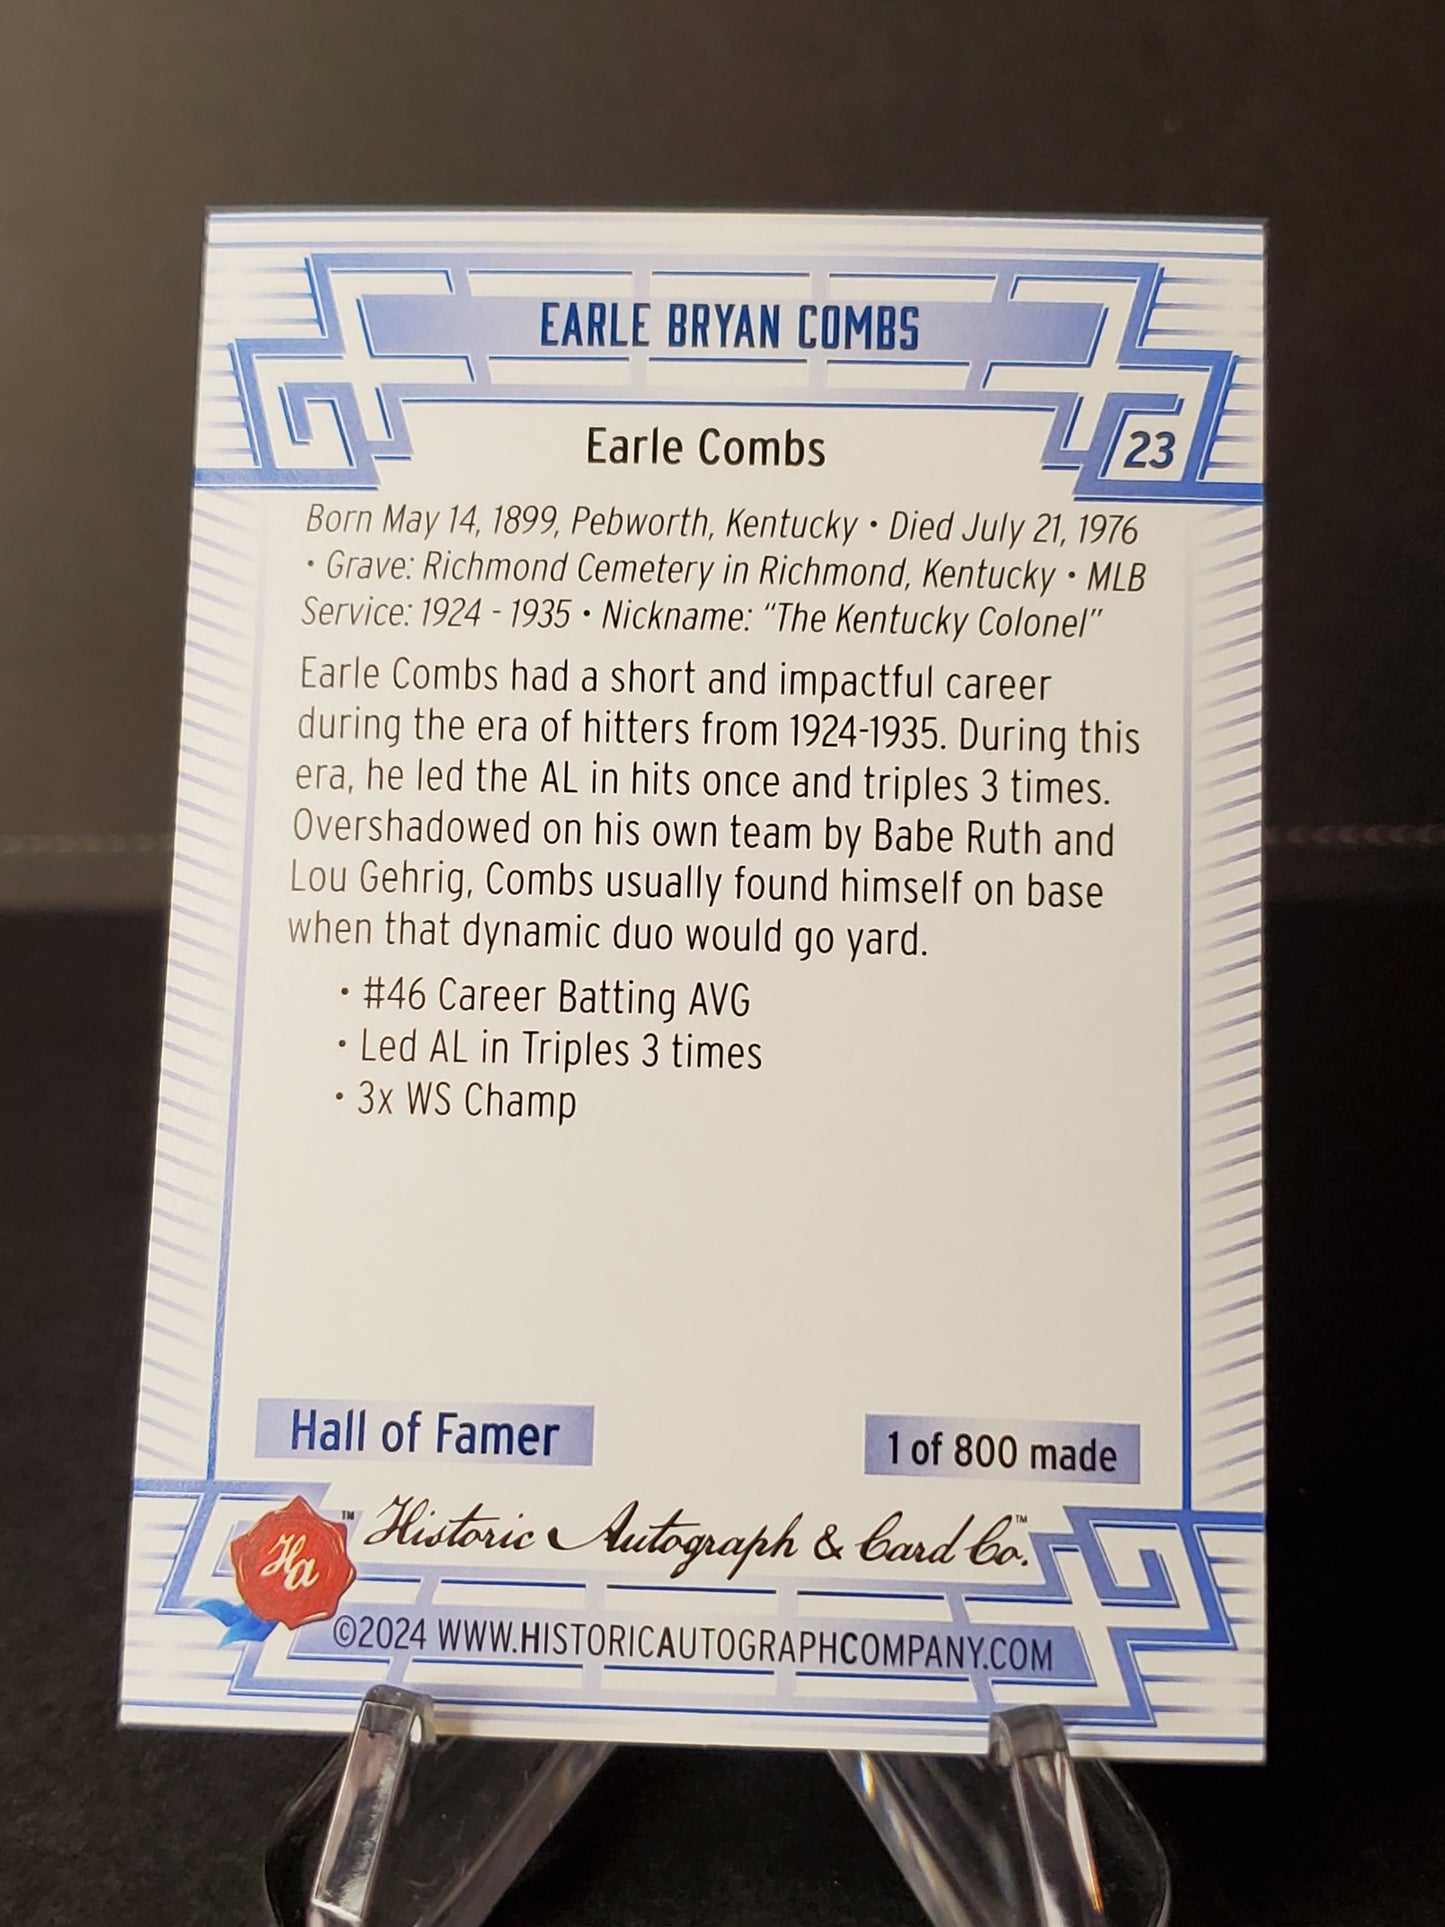 EARLE BRYAN COMBS
Earle Combs
23
Born May 14, 1899, Pebworth, Kentucky • Died July 21, 1976
• Grave: Richmond Cemetery in Richmond, Kentucky • MLB
Service: 1924 - 1935 • Nickname: “The Kentucky Colonel”
Earle Combs had a short and impactful career
during the era of hitters from 1924-1935. During this
era, he led the AL in hits once and triples 3 times.
Overshadowed on his own team by Babe Ruth and
Lou Gehrig, Combs usually found himself on base
when that dynamic duo would go yard.
• #46 Career Batting AVG
• Led AL in Triples 3 times
• 3x WS Champ
Hall of Famer
1 of 800 made
Ha ™ Historic Autograph & Card Co.™
©2024 WWW.HISTORICAUTOGRAPHCOMPANY.COM